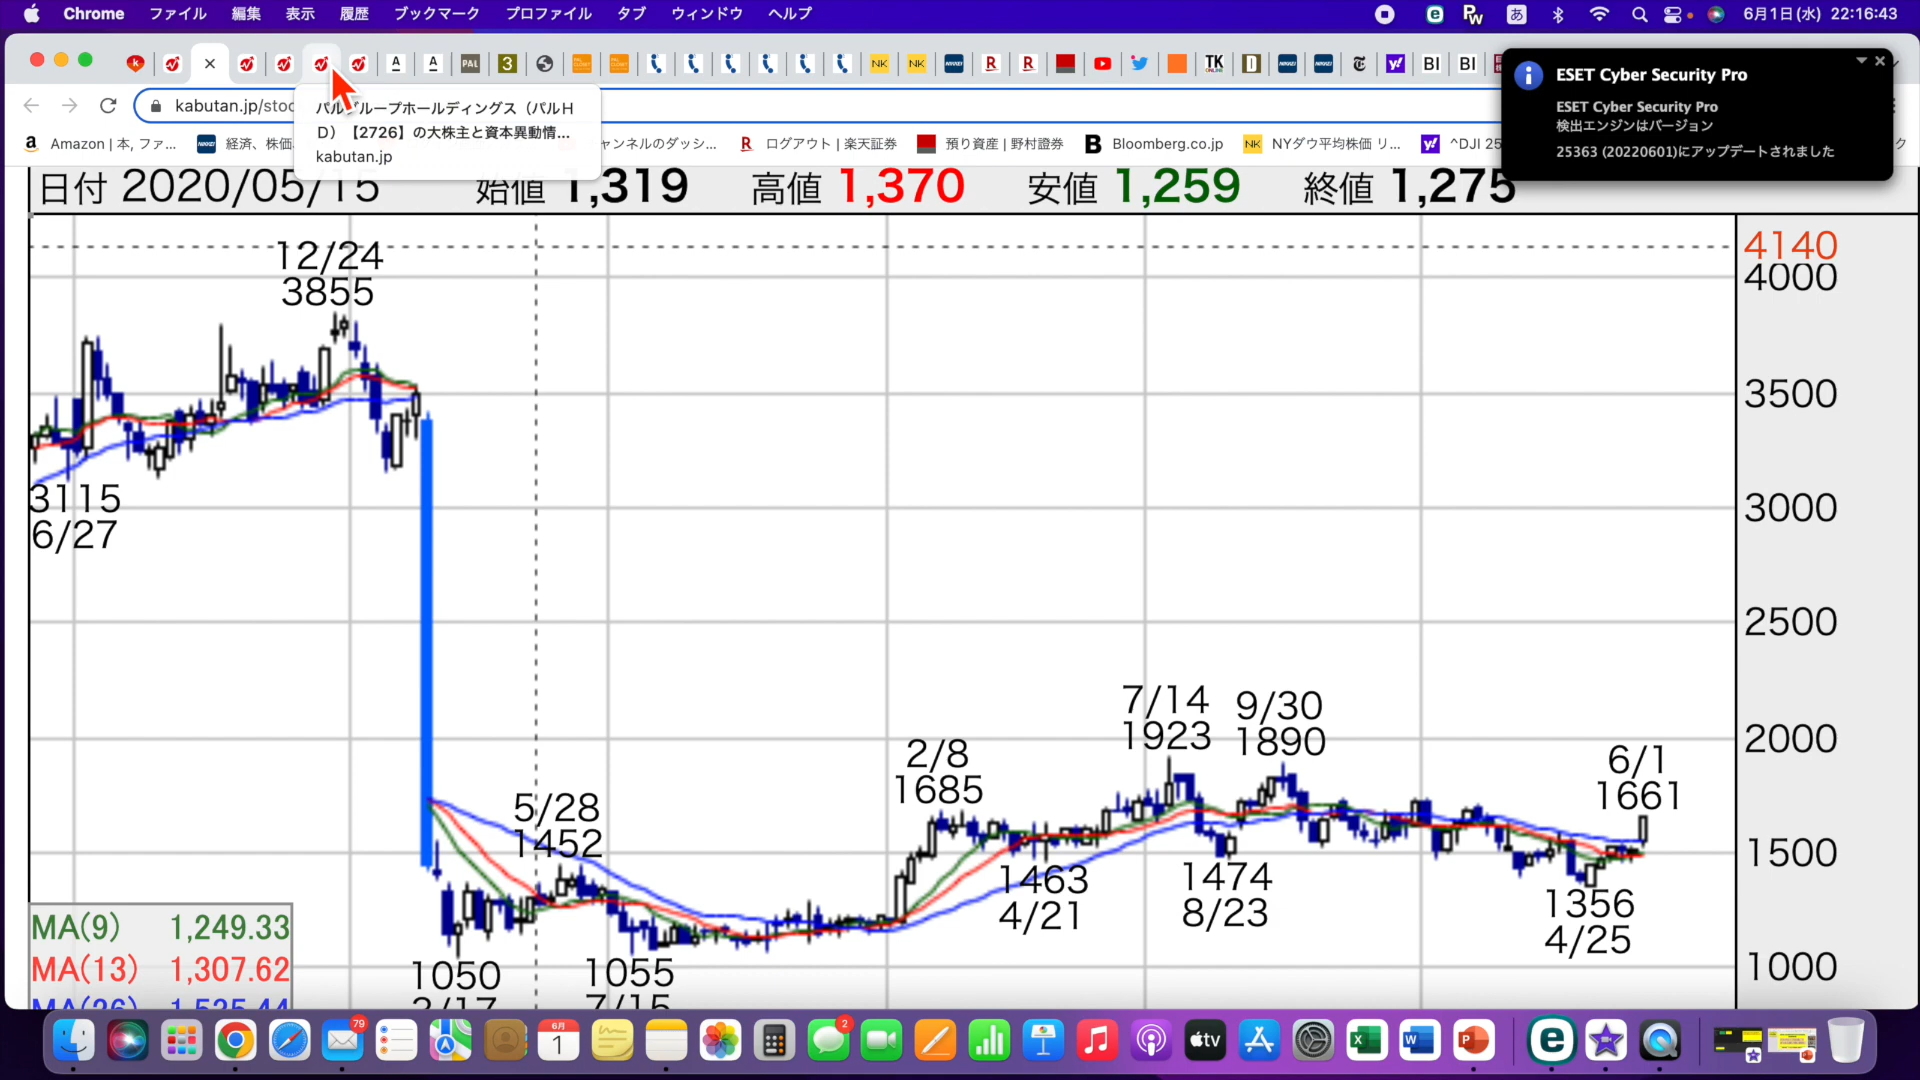 Chrome ファイル 編集 表示 履歴 ブックマーク プロファイル タブ ウィンドウ ヘルプ
あ 6月1日(水) 22:16:43
kabutan.jp/stoc
パルグループホールディングス（パルH
D）【2726】の大株主と資本異動情...
kabutan.jp
ESET Cyber Security Pro
ESET Cyber Security Pro
検出エンジンはバージョン
25363 (20220601)にアップデートされました
Amazon | 本, ファ... 経済、株価 ャンネルのダッシ... ログアウト | 楽天証券 預り資産 | 野村證券 Bloomberg.co.jp NYダウ平均株価 リ... ^DJI 25
日付 2020/05/15 始値 1,319 高値 1,370 安値 1,259 終値 1,275
4140
4000
3500
3000
2500
2000
1500
1000
12/24
3855
3115
6/27
5/28
1452
1050
1055
2/8
1685
1463
4/21
7/14
1923
9/30
1890
1474
8/23
6/1
1661
1356
4/25
MA(9) 1,249.33
MA(13) 1,307.62
79
6月
1
2
tv